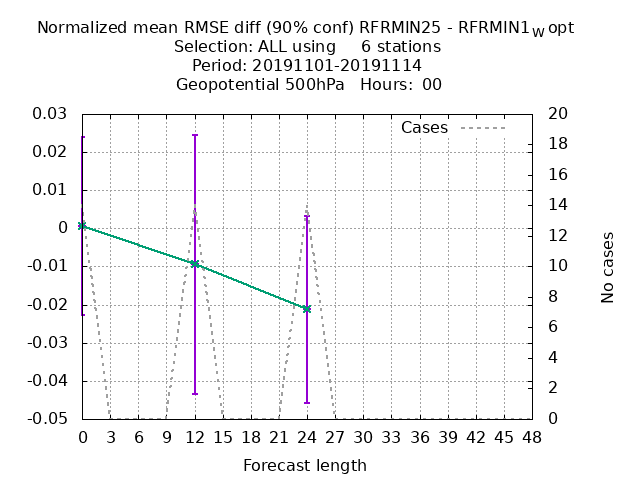 Normalized mean RMSE diff (90% conf) RFRMIN25 - RFRMIN1wopt
Selection: ALL using 6 stations
Period: 20191101-20191114
Geopotential 500hPa Hours: 00
0.03
0.02
0.01
0
-0.01
-0.02
-0.03
-0.04
-0.05
Cases
20
18
16
14
12
10
8
6
4
2
0
No cases
0 3 6 9 12 15 18 21 24 27 30 33 36 39 42 45 48
Forecast length